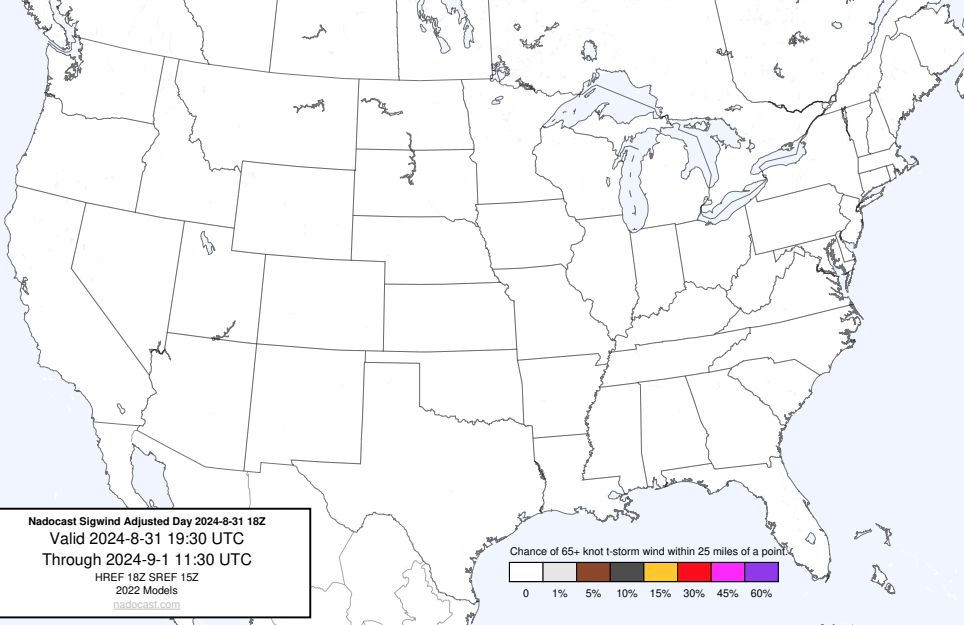 Nadocast Sigwind Adjusted Day 2024-8-31 18Z
Valid 2024-8-31 19:30 UTC
Through 2024-9-1 11:30 UTC
HREF 18Z SREF 15Z
2022 Models
nadocast.com
Chance of 65+ knot t-storm wind within 25 miles of a point.
0 1% 5% 10% 15% 30% 45% 60%